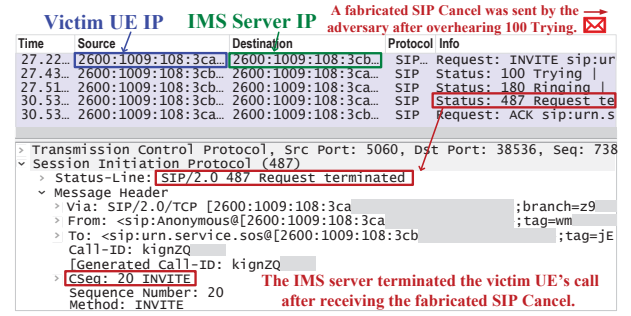 Victim UE IP
IMS Server IP
A fabricated SIP Cancel was sent by the
adversary after overhearing 100 Trying.
Time Source Destination Protocol Info
27.22… 2600:1009:108:3ca… 2600:1009:108:3cb… SIP… Request: INVITE sip:ur
27.43… 2600:1009:108:3cb… 2600:1009:108:3ca… SIP Status: 100 Trying |
27.51… 2600:1009:108:3cb… 2600:1009:108:3ca… SIP Status: 180 Ringing |
30.53… 2600:1009:108:3cb… 2600:1009:108:3ca… SIP Status: 487 Request te
30.53… 2600:1009:108:3ca… 2600:1009:108:3cb… SIP Request: ACK sip:urn.s
> Transmission Control Protocol, Src Port: 5060, Dst Port: 38536, Seq: 738
Session Initiation Protocol (487)
> Status-Line: SIP/2.0 487 Request terminated
Message Header
> Via: SIP/2.0/TCP [2600:1009:108:3ca ;branch=z9
> From: <sip:Anonymous@[2600:1009:108:3ca ;tag=wm
> To: <sip:urn.service.sos@[2600:1009:108:3cb ;tag=jE
Call-ID: kignZQ
[Generated Call-ID: kignZQ
> CSeq: 20 INVITE
Sequence Number: 20
Method: INVITE
The IMS server terminated the victim UE's call
after receiving the fabricated SIP Cancel.